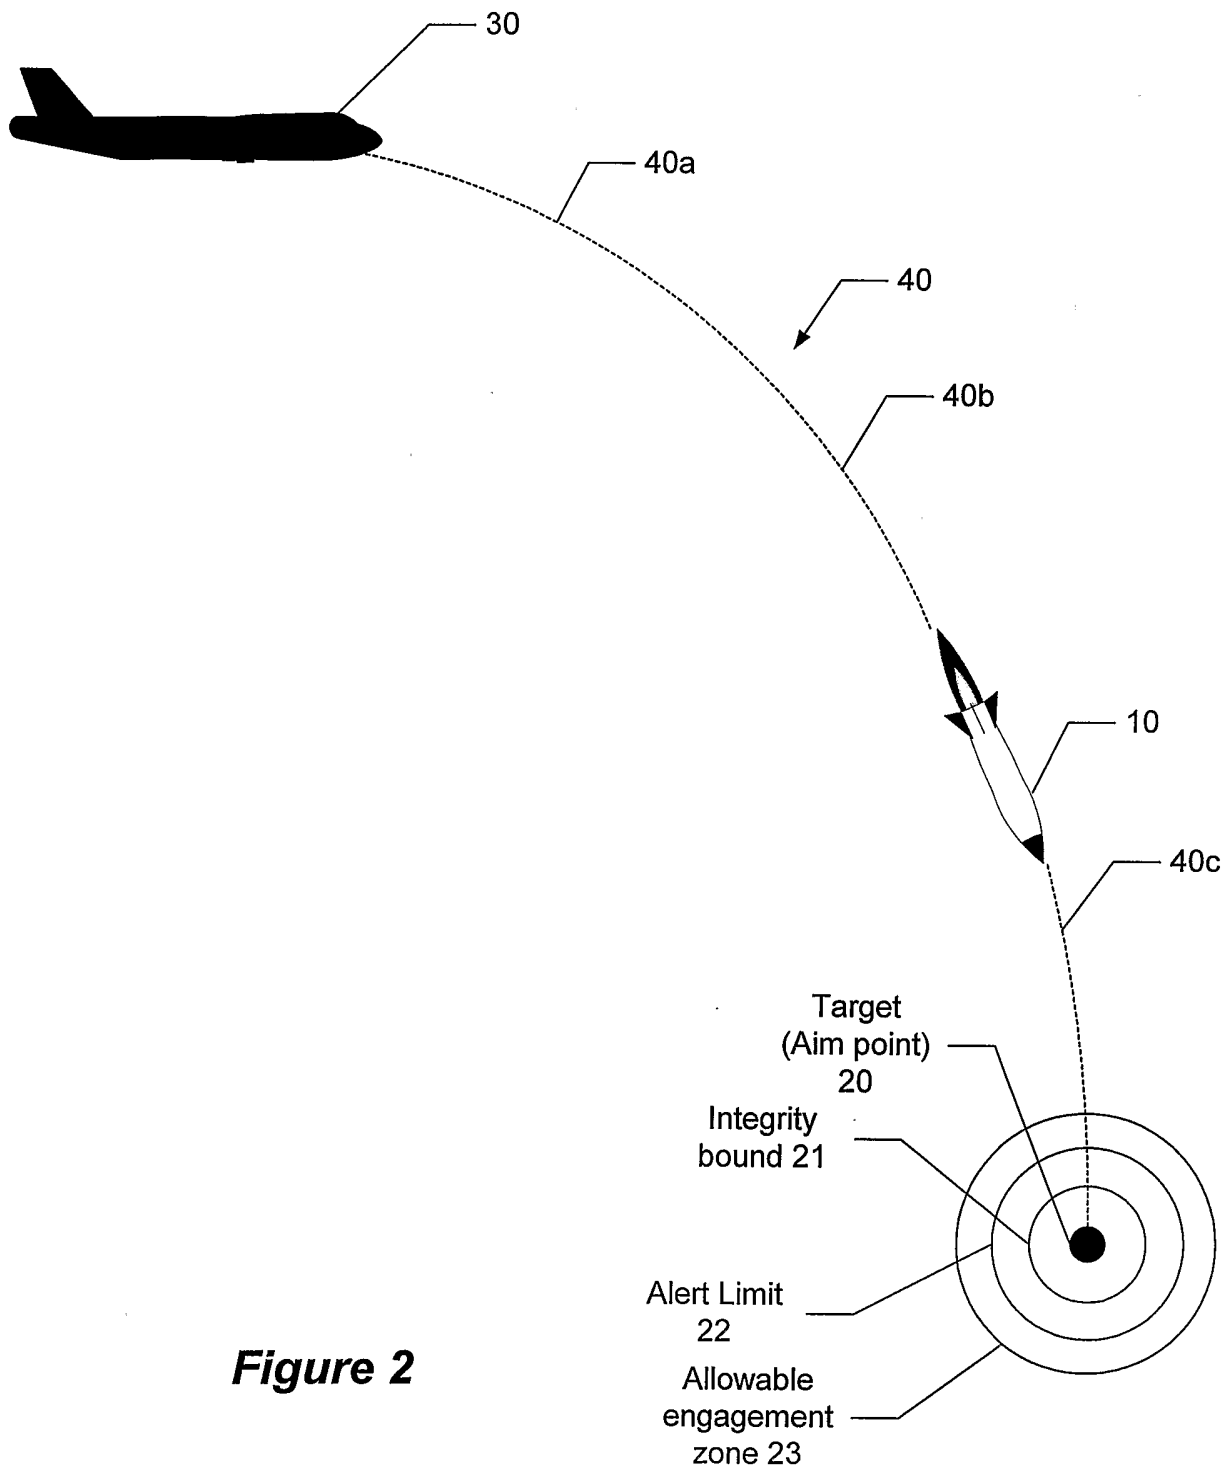 30
40a
40
40b
10
40c
Target
(Aim point)
20
Integrity
bound 21
Alert Limit
22
Figure 2
Allowable
engagement
zone 23